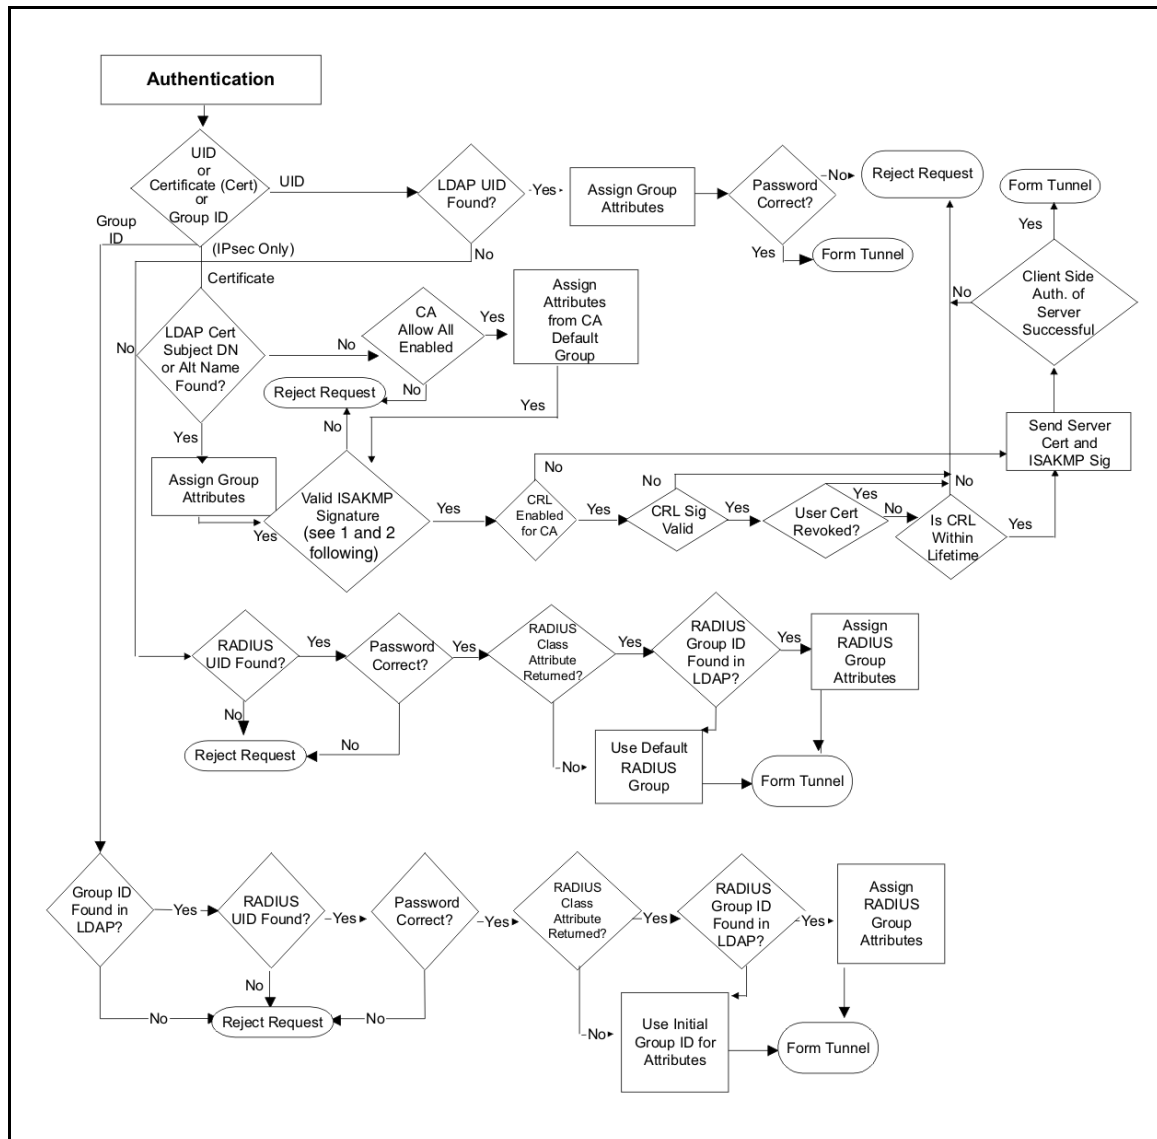 Authentication
UID
or
Certificate (Cert)
or
Group ID
UID
LDAP UID
Found?
Yes
Assign Group
Attributes
Password
Correct?
No
Reject Request
Form Tunnel
Yes
Form Tunnel
Yes
Group
ID
(IPsec Only)
No
Certificate
Client Side
Auth. of
Server
Successful
No
Assign
Attributes
from CA
Default
Group
CA
Allow All
Enabled
Yes
No
LDAP Cert
Subject DN
or Alt Name
Found?
No
Reject Request
No
Yes
No
Yes
Assign Group
Attributes
Yes
Valid ISAKMP
Signature
(see 1 and 2
following)
Yes
No
CRL
Enabled
for CA
Yes
No
CRL Sig
Valid
Yes
Yes
User Cert
Revoked?
No
No
Is CRL
Within
Lifetime
Yes
Send Server
Cert and
ISAKMP Sig
RADIUS
UID Found?
Yes
Password
Correct?
Yes
RADIUS
Class
Attribute
Returned?
Yes
RADIUS
Group ID
Found in
LDAP?
Yes
Assign
RADIUS
Group
Attributes
No
Reject Request
No
No
Use Default
RADIUS
Group
Form Tunnel
Group ID
Found in
LDAP?
Yes
RADIUS
UID Found?
Yes
Password
Correct?
Yes
RADIUS
Class
Attribute
Returned?
Yes
RADIUS
Group ID
Found in
LDAP?
Yes
Assign
RADIUS
Group
Attributes
No
No
Reject Request
No
No
Use Initial
Group ID for
Attributes
Form Tunnel